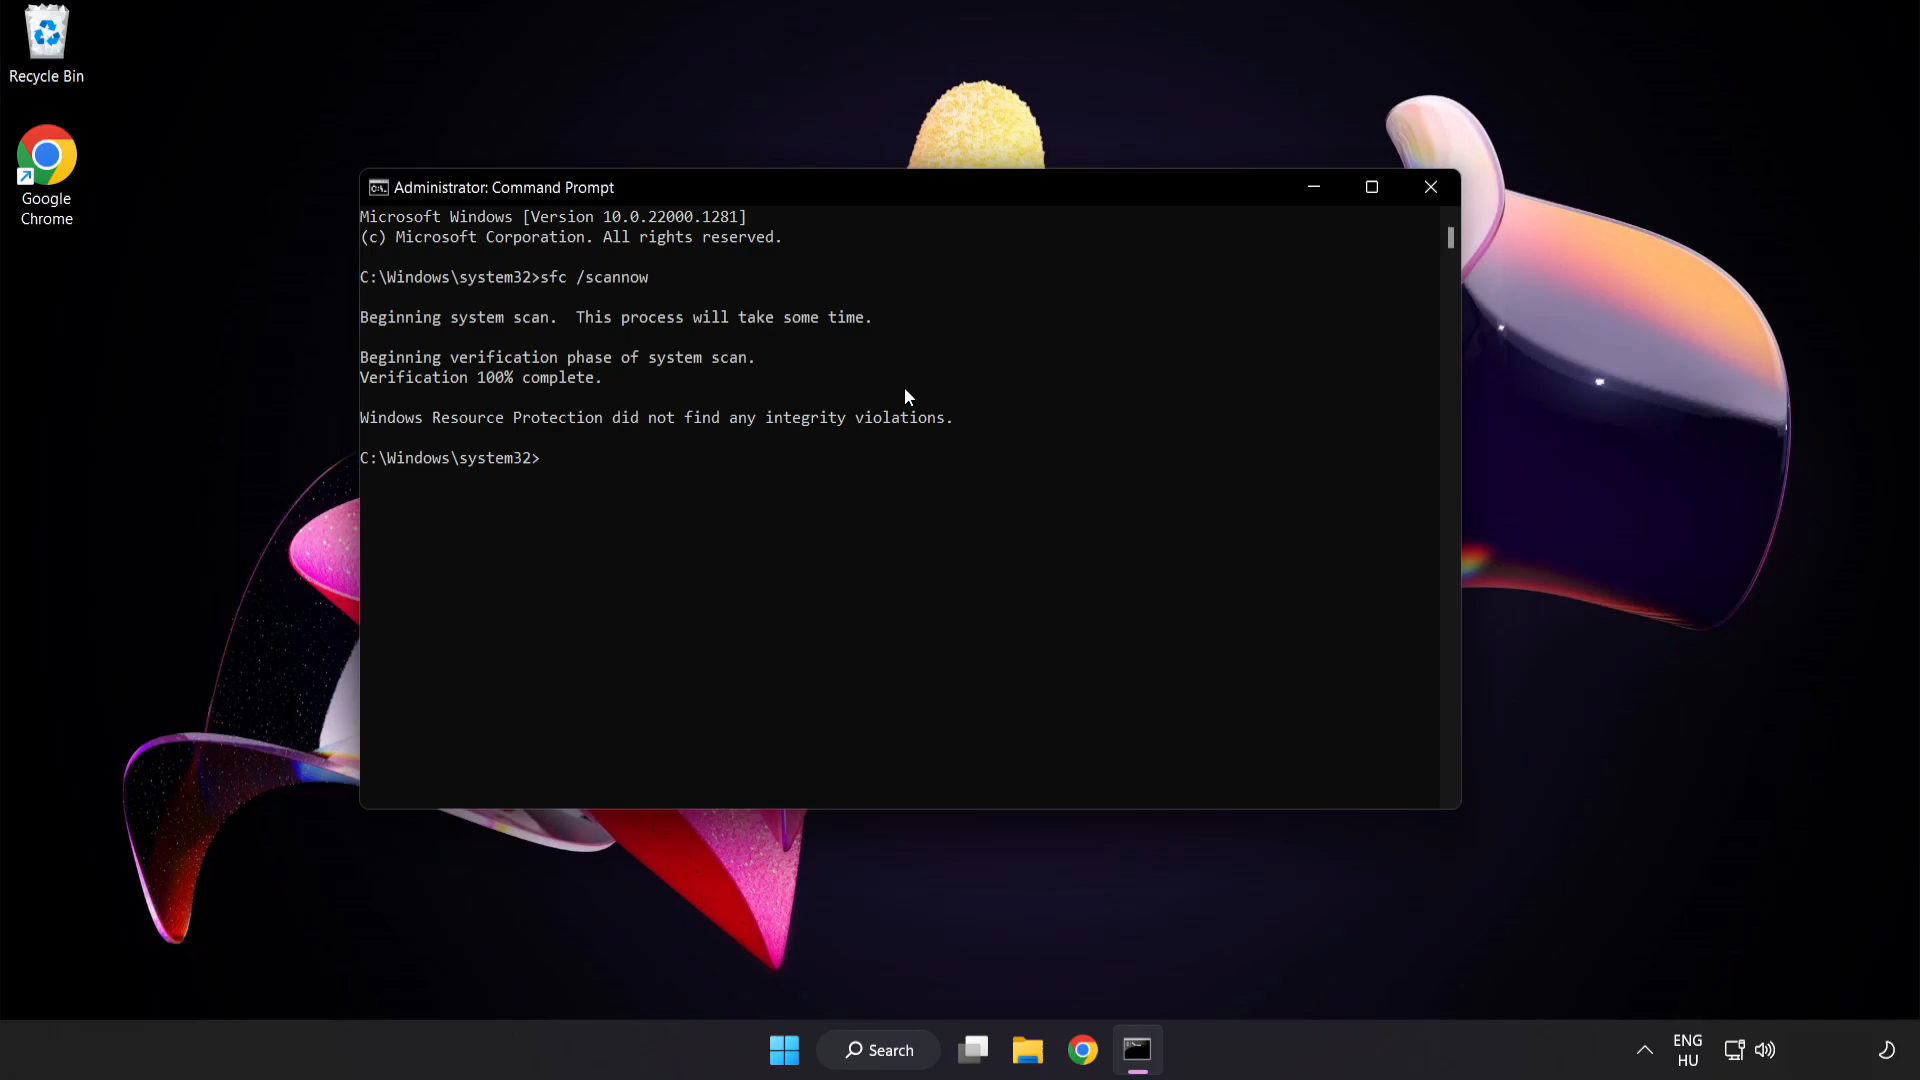 Recycle Bin
Google
Chrome
Administrator: Command Prompt
Microsoft Windows [Version 10.0.22000.1281]
(c) Microsoft Corporation. All rights reserved.
C:\Windows\system32>sfc /scannow
Beginning system scan.  This process will take some time.
Beginning verification phase of system scan.
Verification 100% complete.
Windows Resource Protection did not find any integrity violations.
C:\Windows\system32>
Search
ENG
HU